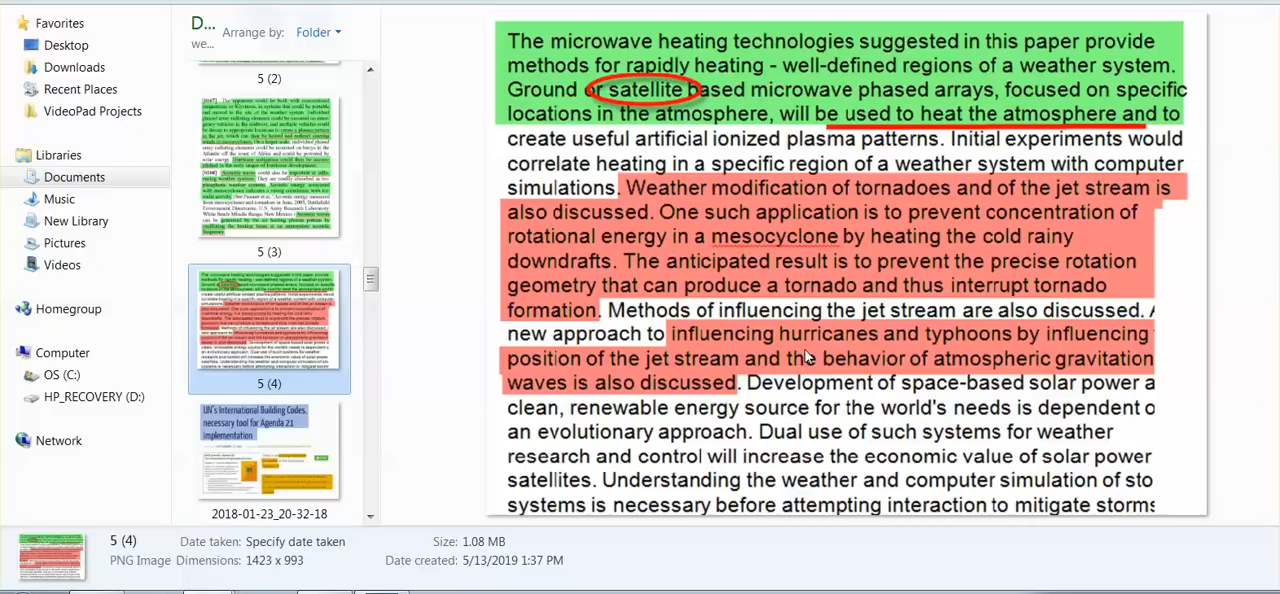 Favorites
Desktop
Downloads
Recent Places
VideoPad Projects
Libraries
Documents
Music
New Library
Pictures
Videos
Homegroup
Computer
OS (C:)
HP_RECOVERY (D:)
Network
D...
we...
Arrange by: Folder
5 (2)
5 (3)
5 (4)
UN's International Building Codes,
necessary tool for Agenda 21
implementation
2018-01-23_20-32-18
The microwave heating technologies suggested in this paper provide
methods for rapidly heating - well-defined regions of a weather system.
Ground or satellite based microwave phased arrays, focused on specific
locations in the atmosphere, will be used to heat the atmosphere and to
create useful artificial ionized plasma patterns. Initial experiments would
correlate heating in a specific region of a weather system with computer
simulations. Weather modification of tornadoes and of the jet stream is
also discussed. One such application is to prevent concentration of
rotational energy in a mesocyclone by heating the cold rainy
downdrafts. The anticipated result is to prevent the precise rotation
geometry that can produce a tornado and thus interrupt tornado
formation. Methods of influencing the jet stream are also discussed. A
new approach to influencing hurricanes and typhoons by influencing
position of the jet stream and the behavior of atmospheric gravitation
waves is also discussed. Development of space-based solar power a
clean, renewable energy source for the world's needs is dependent o
an evolutionary approach. Dual use of such systems for weather
research and control will increase the economic value of solar power
satellites. Understanding the weather and computer simulation of sto
systems is necessary before attempting interaction to mitigate storms
5 (4)
PNG Image
Date taken: Specify date taken
Dimensions: 1423 x 993
Size: 1.08 MB
Date created: 5/13/2019 1:37 PM